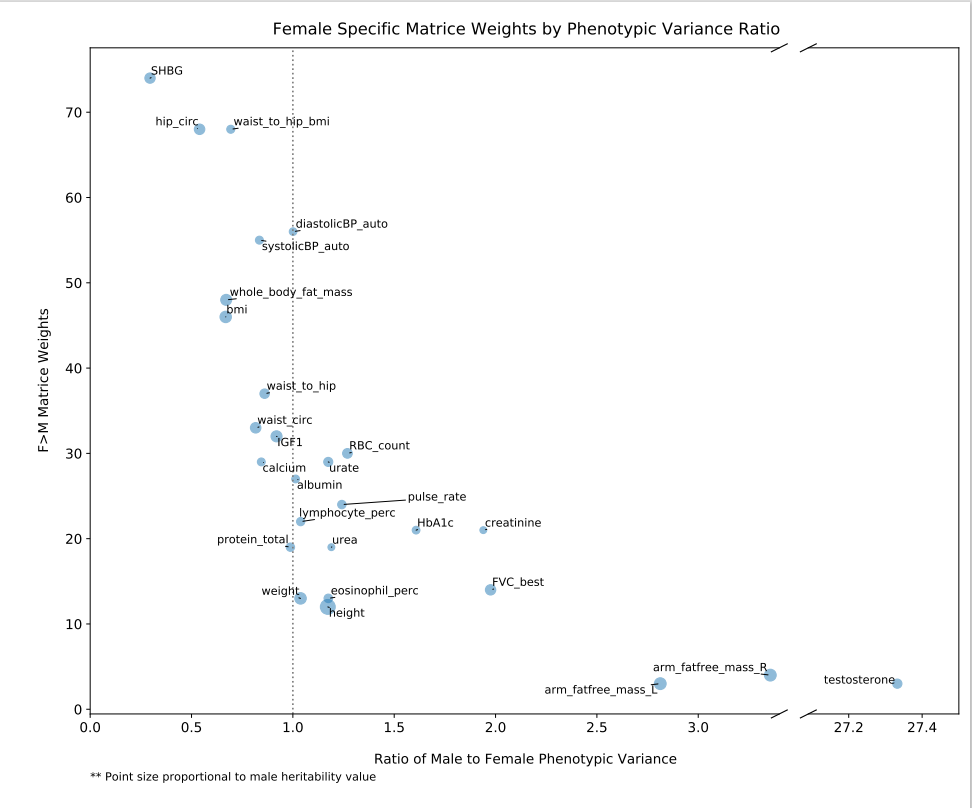 Female Specific Matrice Weights by Phenotypic Variance Ratio
SHBG
70
hip_circ
waist_to_hip_bmi
60
diastolicBP_auto
systolicBP_auto
50
whole_body_fat_mass
bmi
40
waist_to_hip
F>M Matrice Weights
waist_circ
IGF1
RBC_count
30
calcium
urate
albumin
pulse_rate
lymphocyte_perc
HbA1c
creatinine
20
protein_total
urea
weight
eosinophil_perc
FVC_best
height
10
arm_fatfree_mass_R
arm_fatfree_mass_L
testosterone
0
0.0 0.5 1.0 1.5 2.0 2.5 3.0 27.2 27.4
Ratio of Male to Female Phenotypic Variance
** Point size proportional to male heritability value